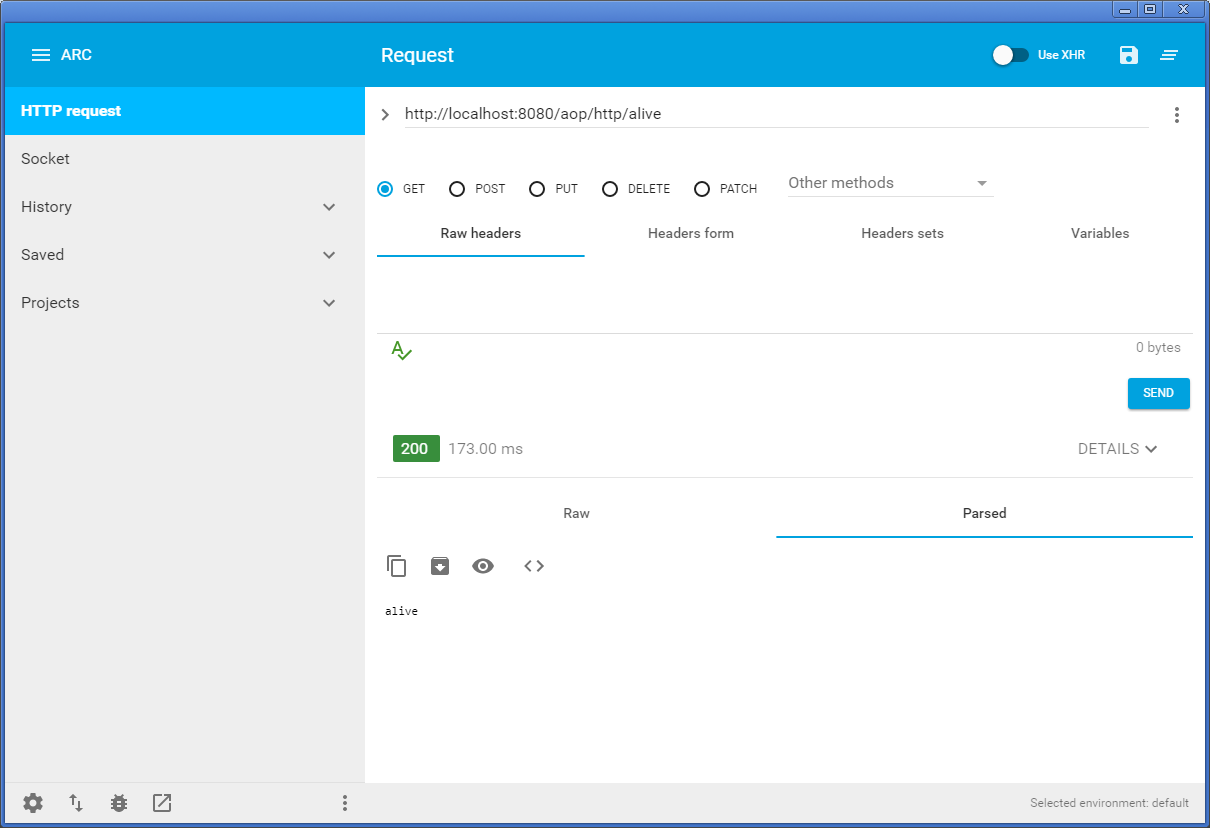 ARC
Request
Use XHR
HTTP request
Socket
History
Saved
Projects
http://localhost:8080/aop/http/alive
GET POST PUT DELETE PATCH Other methods
Raw headers Headers form Headers sets Variables
0 bytes
SEND
200 173.00 ms DETAILS
Raw Parsed
alive
Selected environment: default